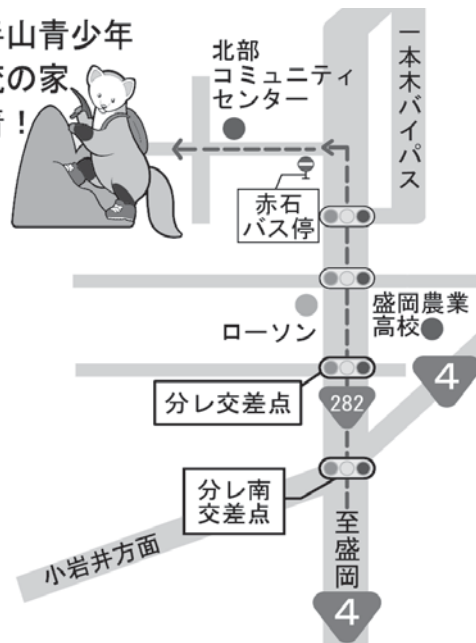 手山青少年
流の家
着！
北部
コミュニティ
センター
一本木バイパス
赤石
バス停
ローソン
盛岡農業
高校
4
分レ交差点
282
分レ南
交差点
小岩井方面
至盛岡
4